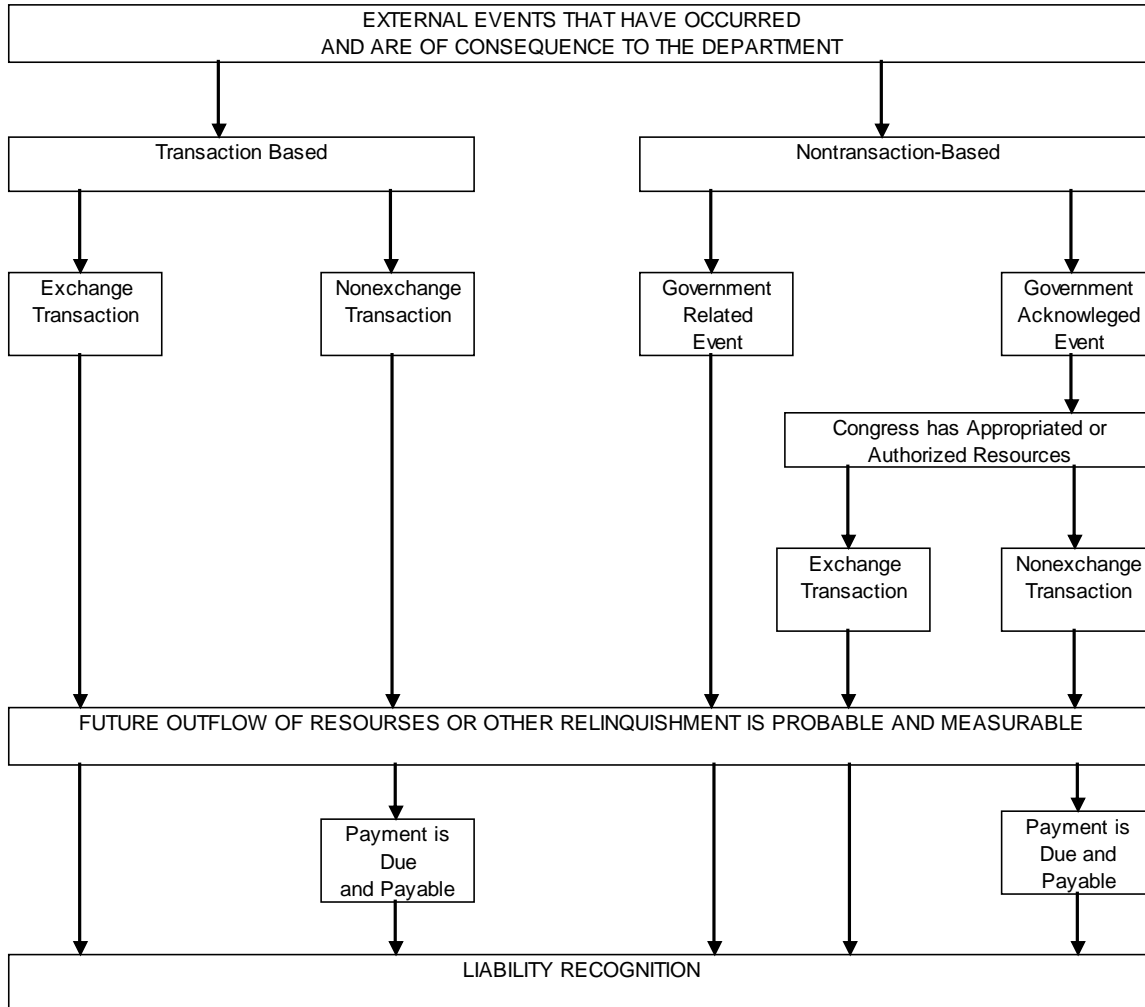 EXTERNAL EVENTS THAT HAVE OCCURRED
AND ARE OF CONSEQUENCE TO THE DEPARTMENT
Transaction Based
Nontransaction-Based
Exchange
Transaction
Nonexchange
Transaction
Government
Related
Event
Government
Acknowleged
Event
Congress has Appropriated or
Authorized Resources
Exchange
Transaction
Nonexchange
Transaction
FUTURE OUTFLOW OF RESOURSES OR OTHER RELINQUISHMENT IS PROBABLE AND MEASURABLE
Payment is
Due
and Payable
Payment is
Due and
Payable
LIABILITY RECOGNITION